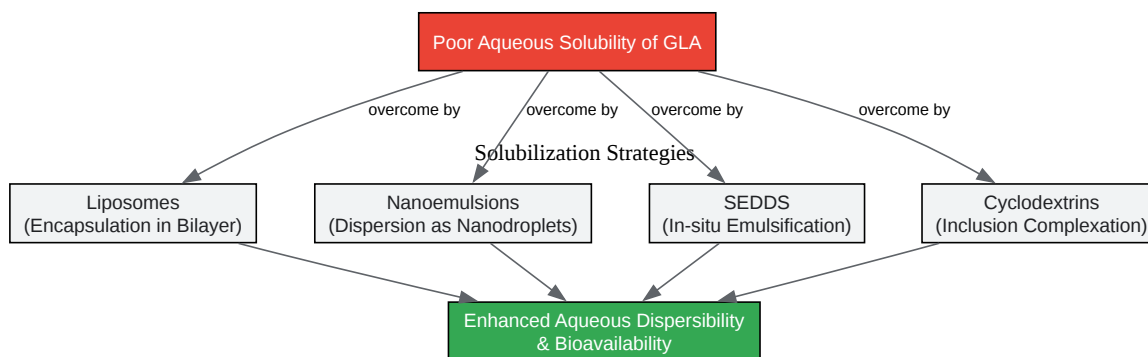 Poor Aqueous Solubility of GLA
overcome by
overcome by
overcome by
overcome by
Solubilization Strategies
Liposomes
(Encapsulation in Bilayer)
Nanoemulsions
(Dispersion as Nanodroplets)
SEDDS
(In-situ Emulsification)
Cyclodextrins
(Inclusion Complexation)
Enhanced Aqueous Dispersibility
& Bioavailability